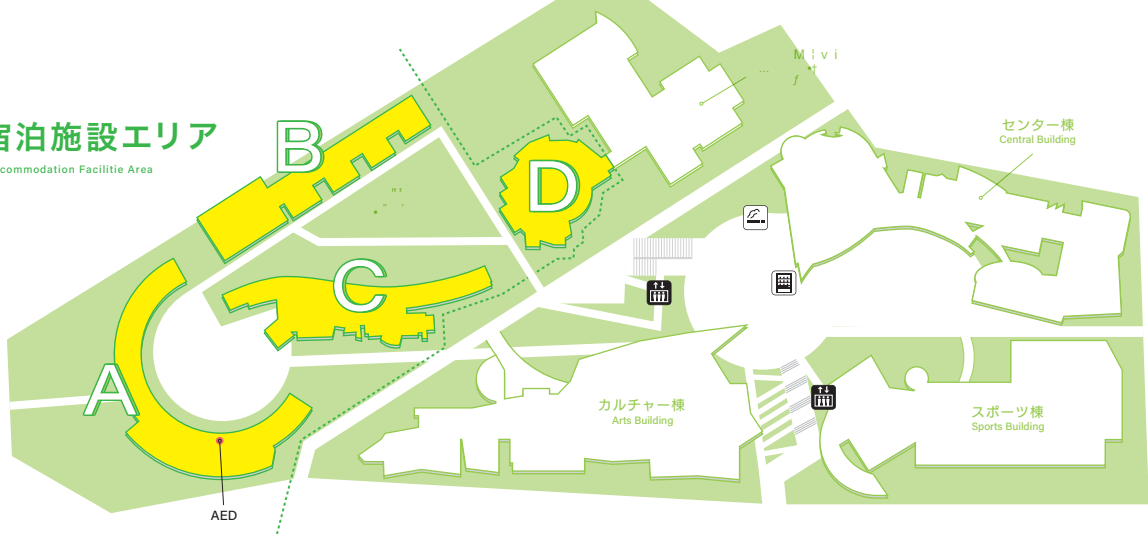 泊施設エリア
ccommodation Facilitie Area
A
B
C
D
AED
センター棟
Central Building
カルチャー棟
Arts Building
スポーツ棟
Sports Building